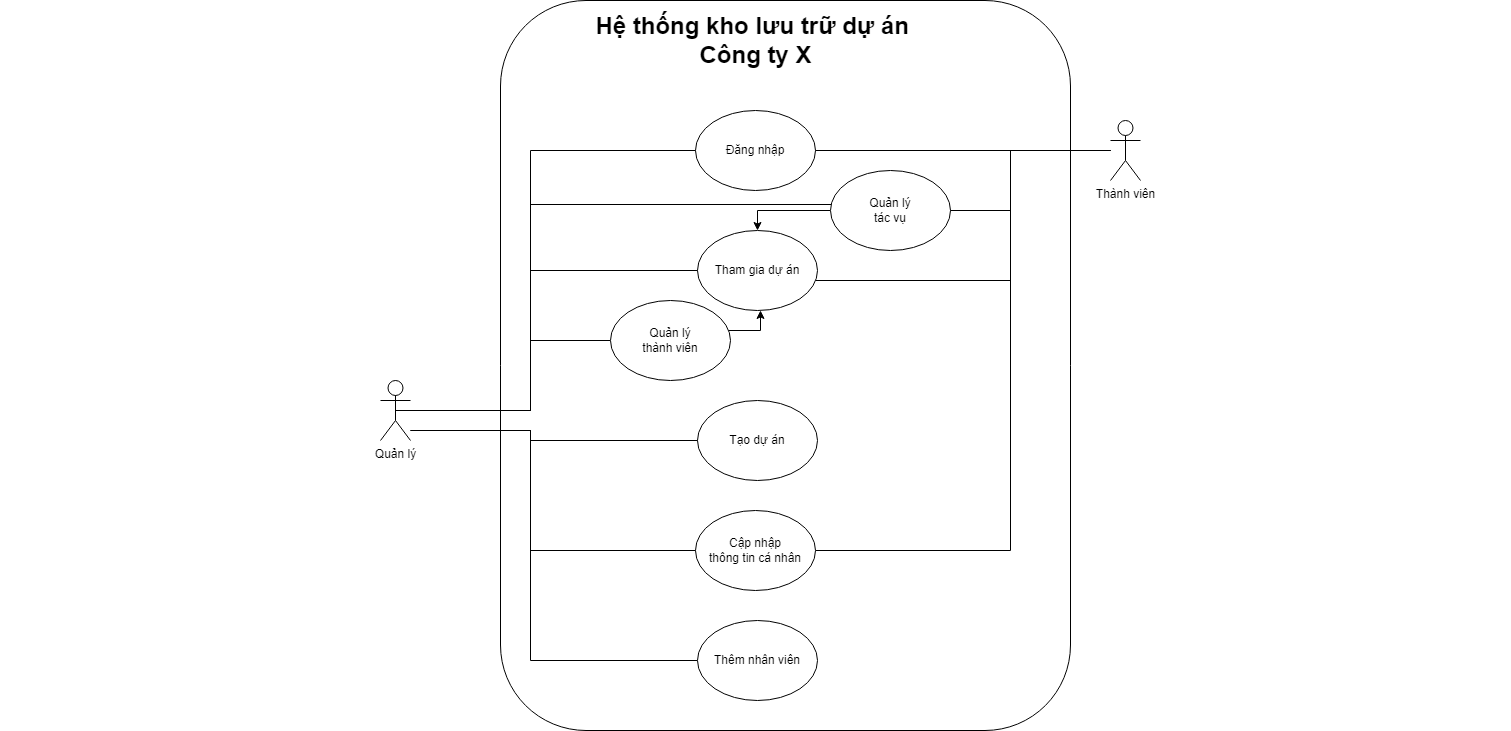 Hệ thống kho lưu trữ dự án
Công ty X
Đăng nhập
Thành viên
Quản lý
tác vụ
Tham gia dự án
Quản lý
thành viên
Quản lý
Tạo dự án
Cập nhập
thông tin cá nhân
Thêm nhân viên